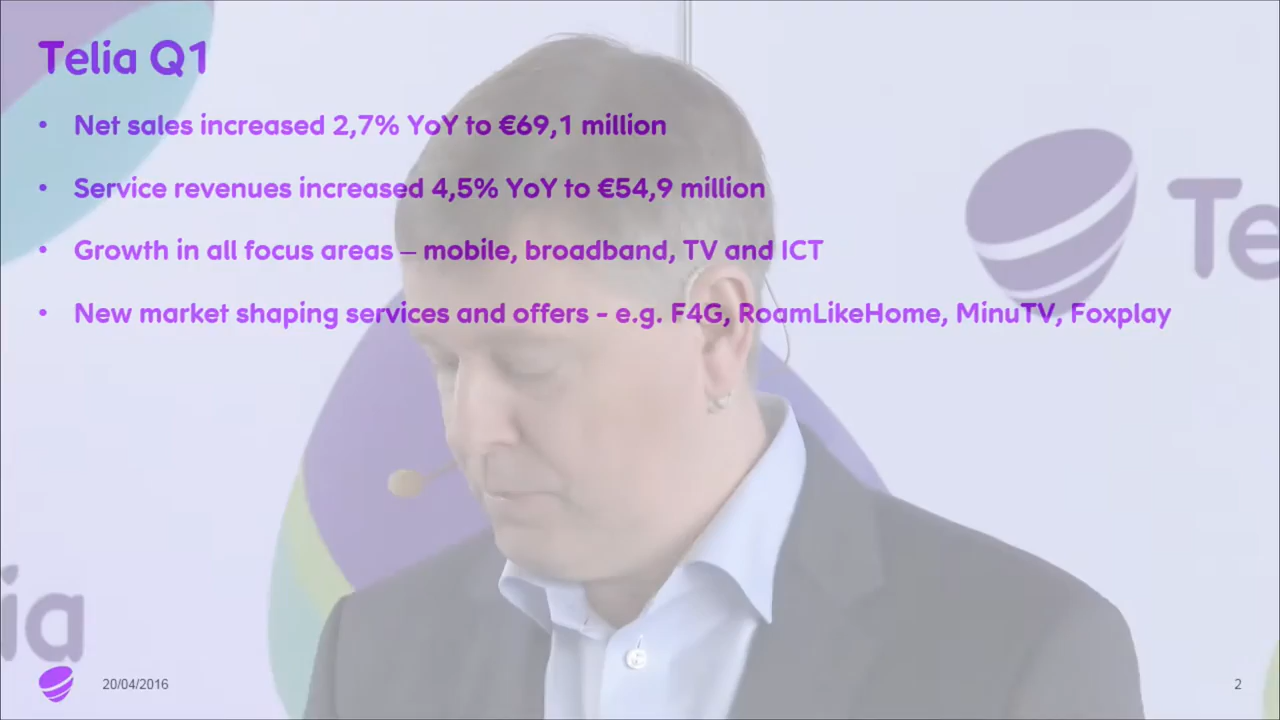 Telia Q1
• Net sales increased 2,7% YoY to €69,1 million
• Service revenues increased 4,5% YoY to €54,9 million
• Growth in all focus areas – mobile, broadband, TV and ICT
• New market shaping services and offers - e.g. F4G, RoamLikeHome, MinuTV, Foxplay
Te
ia
20/04/2016
2